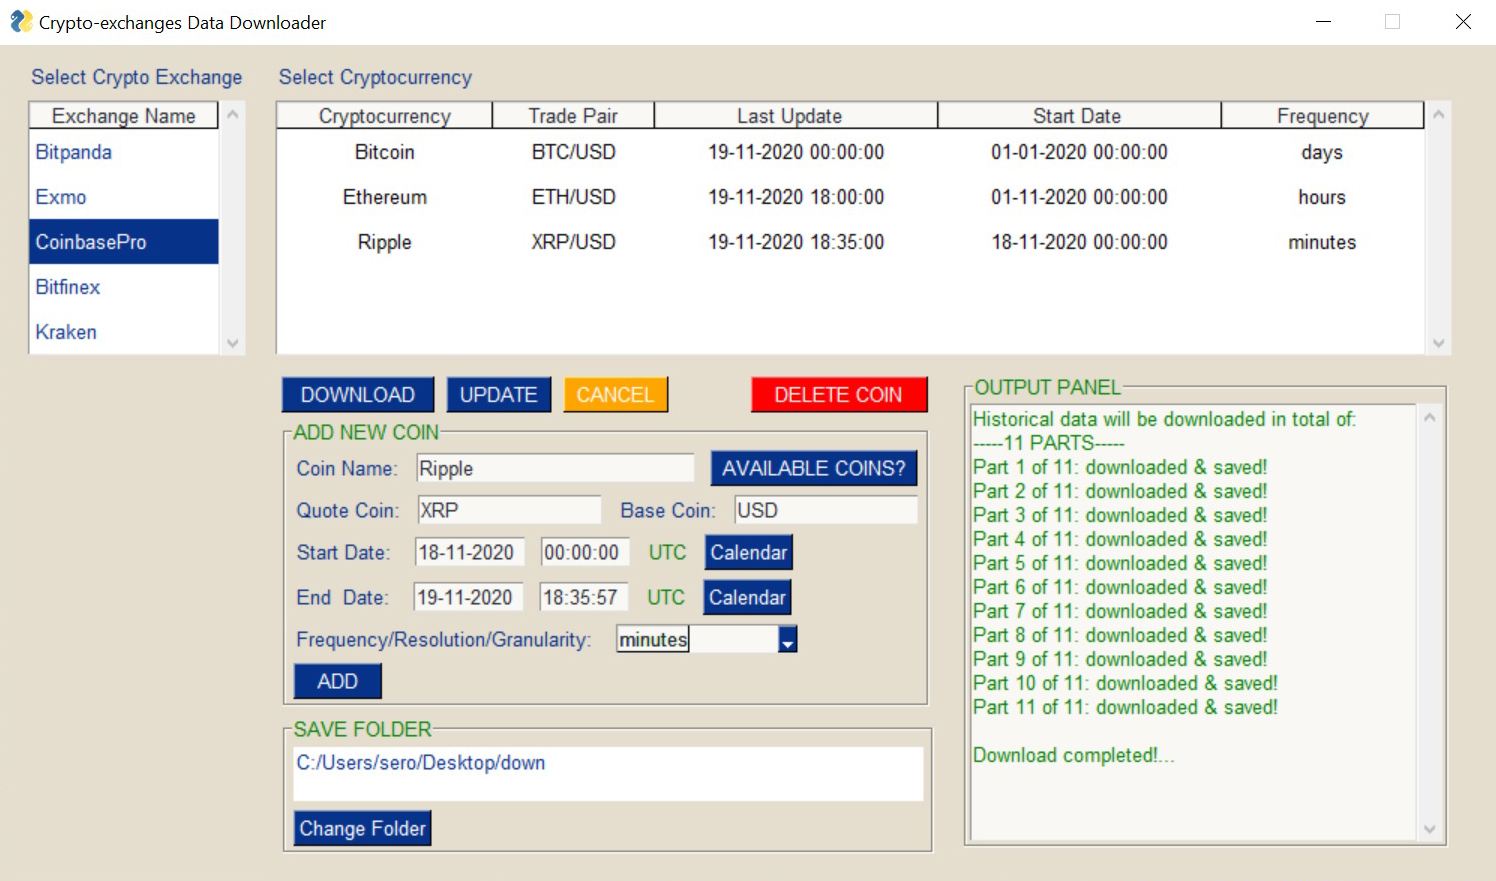 Crypto-exchanges Data Downloader
Select Crypto Exchange
Exchange Name
Bitpanda
Exmo
CoinbasePro
Bitfinex
Kraken
Select Cryptocurrency
Cryptocurrency Trade Pair Last Update Start Date Frequency
Bitcoin BTC/USD 19-11-2020 00:00:00 01-01-2020 00:00:00 days
Ethereum ETH/USD 19-11-2020 18:00:00 01-11-2020 00:00:00 hours
Ripple XRP/USD 19-11-2020 18:35:00 18-11-2020 00:00:00 minutes
DOWNLOAD UPDATE CANCEL DELETE COIN
ADD NEW COIN
Coin Name: Ripple AVAILABLE COINS?
Quote Coin: XRP Base Coin: USD
Start Date: 18-11-2020 00:00:00 UTC Calendar
End Date: 19-11-2020 18:35:57 UTC Calendar
Frequency/Resolution/Granularity: minutes
ADD
SAVE FOLDER
C:/Users/sero/Desktop/down
Change Folder
OUTPUT PANEL
Historical data will be downloaded in total of:
-----11 PARTS-----
Part 1 of 11: downloaded & saved!
Part 2 of 11: downloaded & saved!
Part 3 of 11: downloaded & saved!
Part 4 of 11: downloaded & saved!
Part 5 of 11: downloaded & saved!
Part 6 of 11: downloaded & saved!
Part 7 of 11: downloaded & saved!
Part 8 of 11: downloaded & saved!
Part 9 of 11: downloaded & saved!
Part 10 of 11: downloaded & saved!
Part 11 of 11: downloaded & saved!
Download completed!...